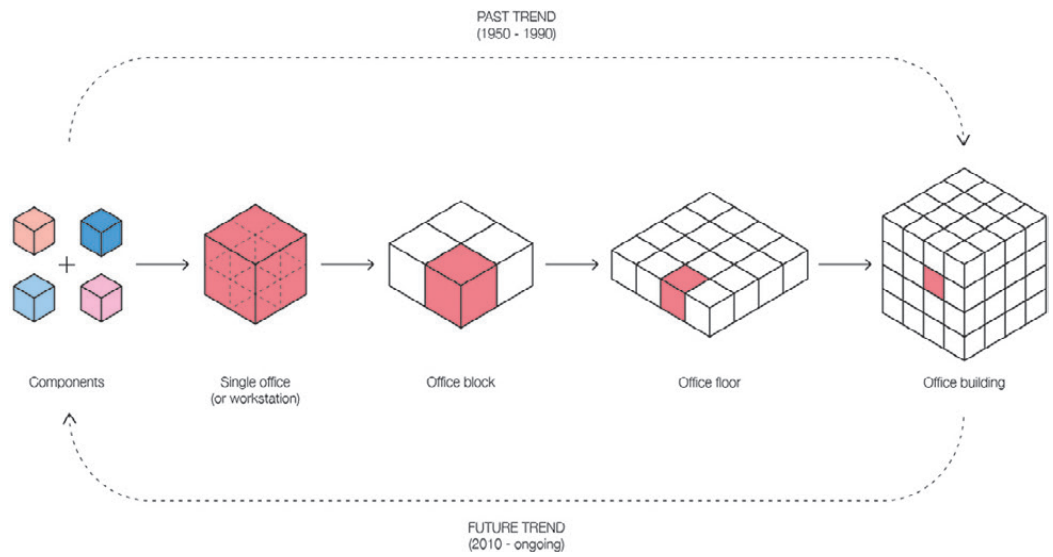 PAST TREND
(1950 - 1990)
Components
Single office
(or workstation)
Office block
Office floor
Office building
FUTURE TREND
(2010 - ongoing)